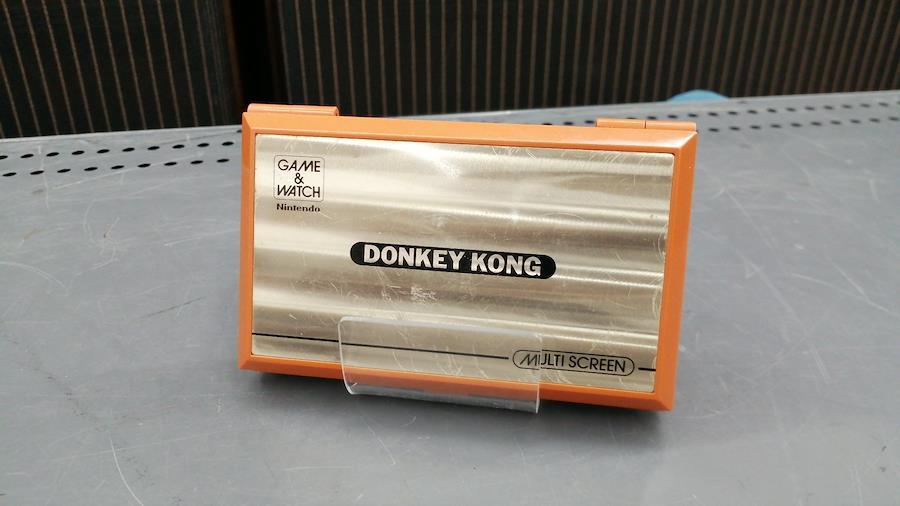 GAME
&
WATCH
Nintendo
DONKEY KONG
MULTI SCREEN